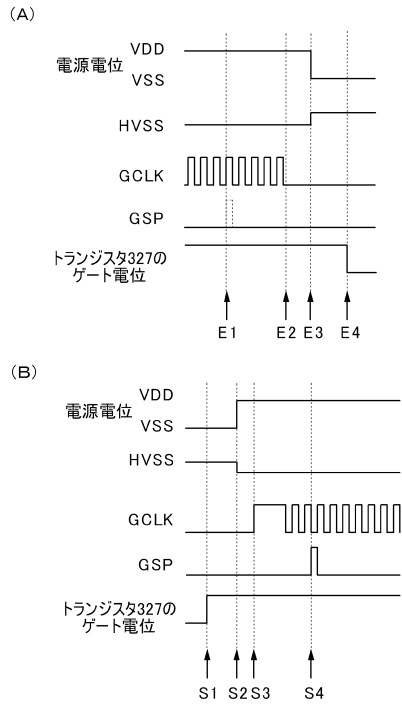 (A)
VDD
電源電位
VSS
HVSS
GCLK
GSP
トランジスタ327の
ゲート電位
E1 E2 E3 E4
(B)
VDD
電源電位
VSS
HVSS
GCLK
GSP
トランジスタ327の
ゲート電位
S1 S2 S3 S4